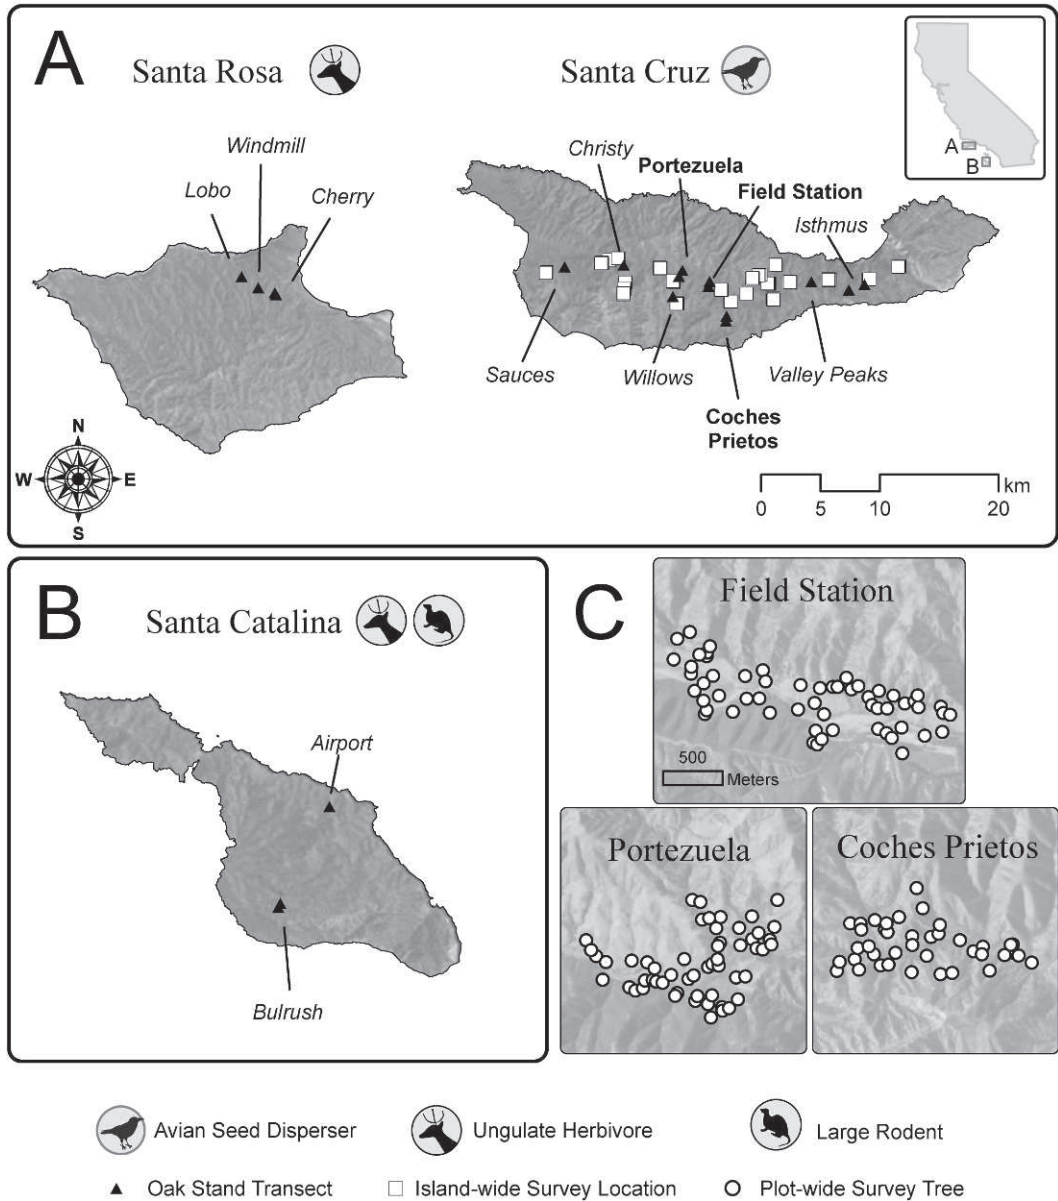 A
Santa Rosa
Santa Cruz
A
B
Windmill
Lobo
Cherry
Christy
Portezuela
Field Station
Isthmus
Sauces
Willows
Valley Peaks
Coches
Prietos
N
W
E
S
km
0
5
10
20
B
Santa Catalina
Airport
Bulrush
C
Field Station
500
Meters
Portezuela
Coches Prietos
Avian Seed Disperser
Ungulate Herbivore
Large Rodent
Oak Stand Transect
Island-wide Survey Location
Plot-wide Survey Tree